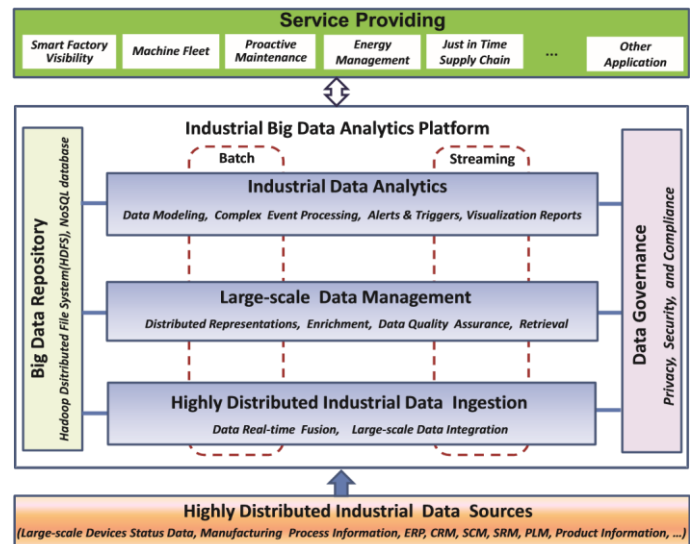 Service Providing
Smart Factory
Visibility
Machine Fleet
Proactive
Maintenance
Energy
Management
Just in Time
Supply Chain
...
Other
Application
Industrial Big Data Analytics Platform
Batch
Streaming
Big Data Repository
Hadoop Dsitributed File System(HDFS), NoSQL database
Industrial Data Analytics
Data Modeling, Complex Event Processing, Alerts & Triggers, Visualization Reports
Large-scale Data Management
Distributed Representations, Enrichment, Data Quality Assurance, Retrieval
Highly Distributed Industrial Data Ingestion
Data Real-time Fusion, Large-scale Data Integration
Data Governance
Privacy, Security, and Compliance
Highly Distributed Industrial Data Sources
(Large-scale Devices Status Data, Manufacturing Process Information, ERP, CRM, SCM, SRM, PLM, Product Information, ...)